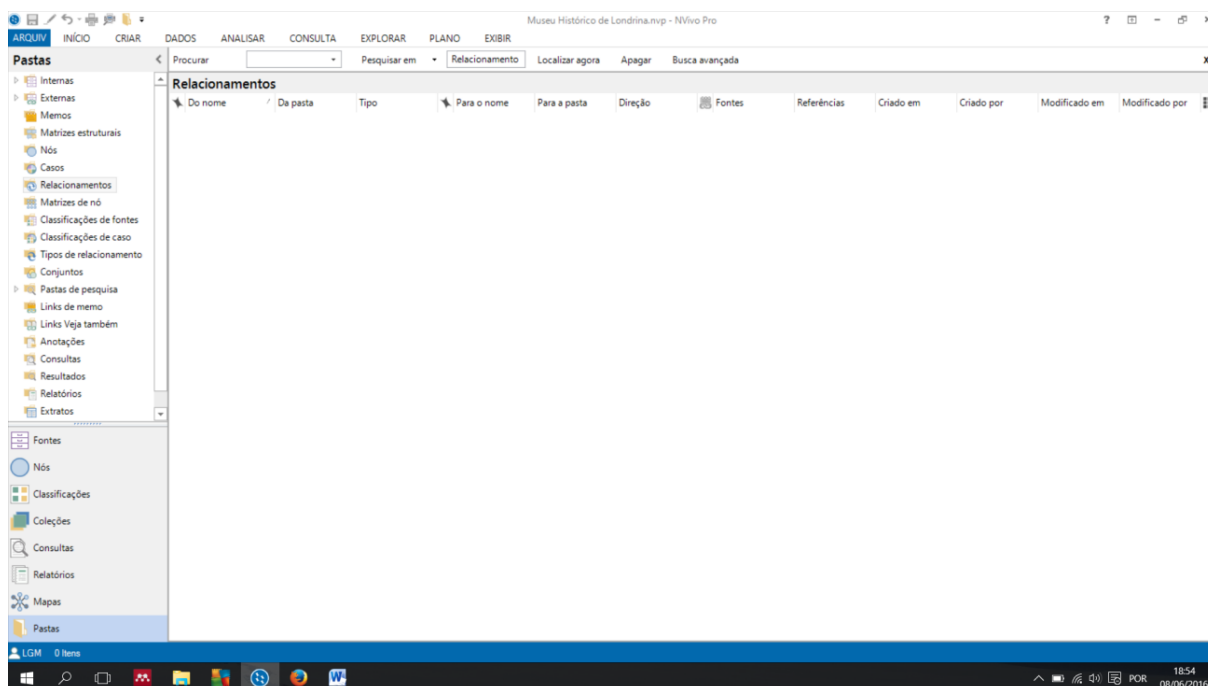 Museu Histórico de Londrina.nvp - NVivo Pro ?
ARQUIV INÍCIO CRIAR DADOS ANALISAR CONSULTA EXPLORAR PLANO EXIBIR
Pastas
Procurar Pesquisar em Relacionamento Localizar agora Apagar Busca avançada x
Internas
Externas
Memos
Matrizes estruturais
Nós
Casos
Relacionamentos
Matrizes de nó
Classificações de fontes
Classificações de caso
Tipos de relacionamento
Conjuntos
Pastas de pesquisa
Links de memo
Links Veja também
Anotações
Consultas
Resultados
Relatórios
Extratos
Fontes
Nós
Classificações
Coleções
Consultas
Relatórios
Mapas
Pastas
Relacionamentos
Do nome Da pasta Tipo Para o nome Para a pasta Direção Fontes Referências Criado em Criado por Modificado em Modificado por
LGM 0 Itens
POR 18:54
08/06/2016